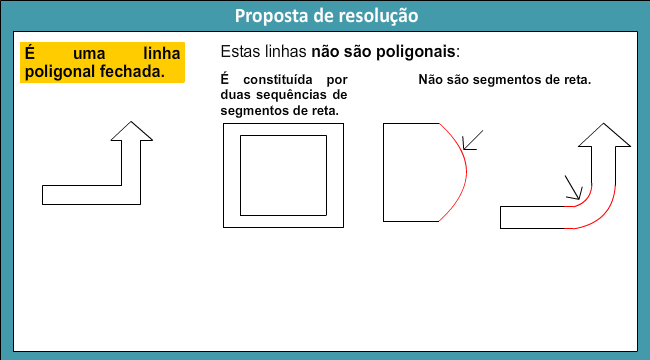 Proposta de resolução
É uma linha
poligonal fechada.
Estas linhas não são poligonais:
É constituída por
duas sequências de
segmentos de reta.
Não são segmentos de reta.